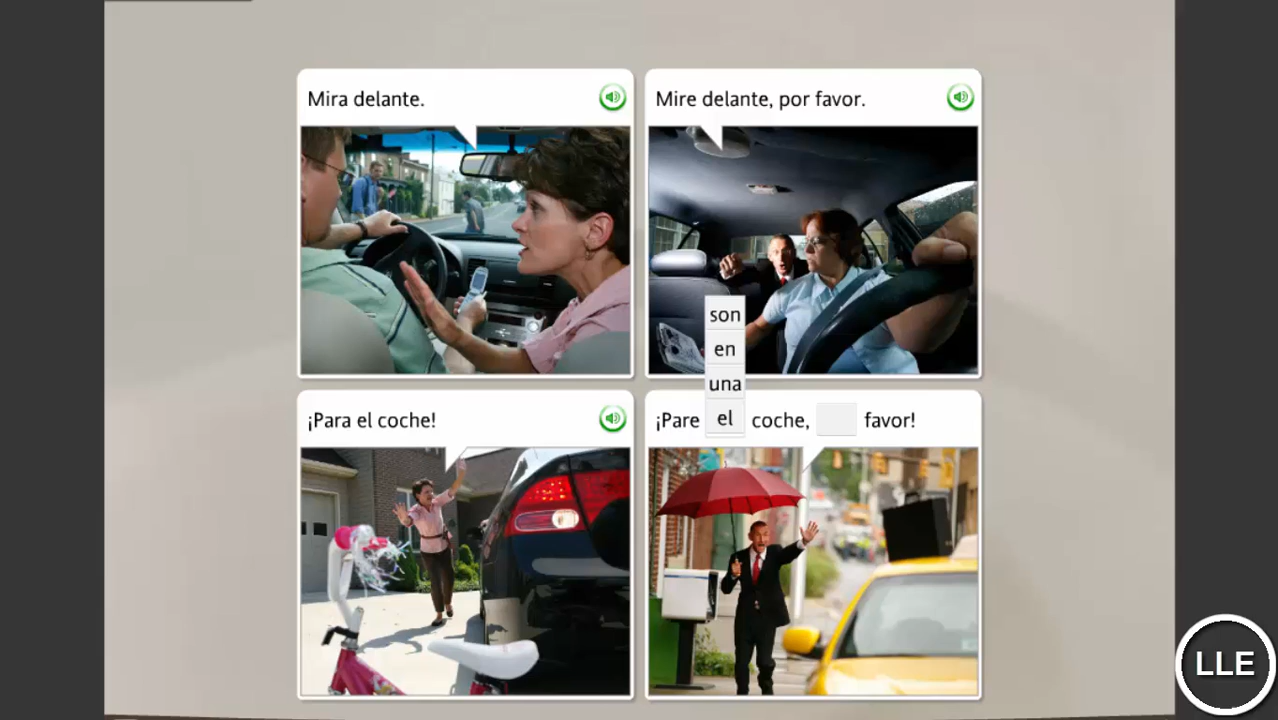 Mira delante.
Mire delante, por favor.
son
en
una
¡Para el coche!
¡Pare el coche, favor!
LLE